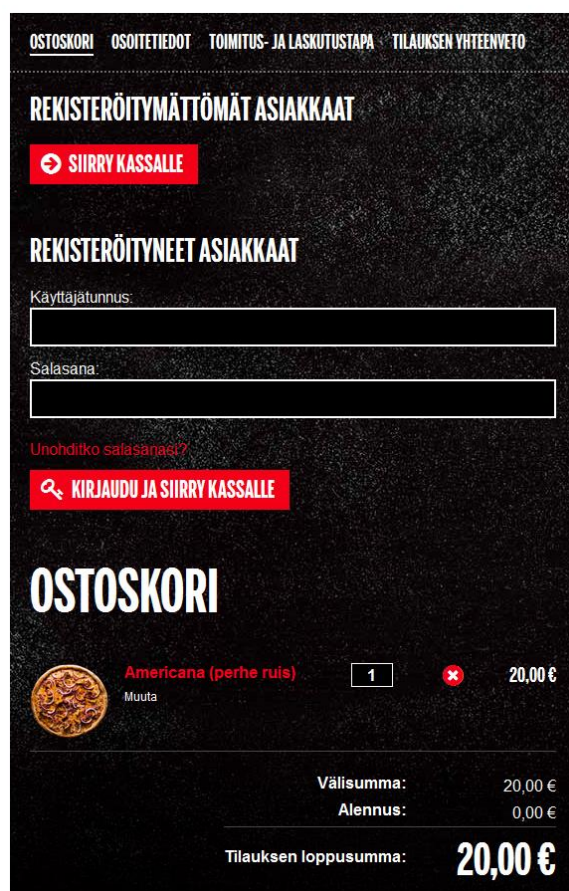 OSTOSKORI OSOITETIEDOT TOIMITUS- JA LASKUTUSTAPA TILAUKSEN YHTEENVETO
REKISTERÖITYMÄTTÖMÄT ASIAKKAAT
SIIRRY KASSALLE
REKISTERÖITYNEET ASIAKKAAT
Käyttäjätunnus:
Salasana:
Unohditko salasanasi?
KIRJAUDU JA SIIRRY KASSALLE
OSTOSKORI
Americana (perhe ruis) 1 20,00 €
Muuta
Välisumma: 20,00 €
Alennus: 0,00 €
Tilauksen loppusumma: 20,00 €